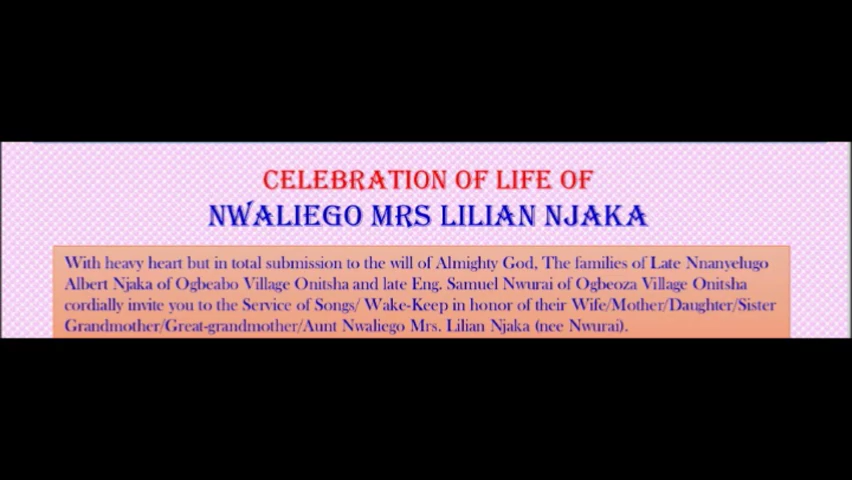 CELEBRATION OF LIFE OF
NWALIEGO MRS LILIAN NJAKA
With heavy heart but in total submission to the will of Almighty God, The families of Late Nnanyelugo
Albert Njaka of Ogbeabo Village Onitsha and late Eng. Samuel Nwurai of Ogbeoza Village Onitsha
cordially invite you to the Service of Songs/ Wake-Keep in honor of their Wife/Mother/Daughter/Sister
Grandmother/Great-grandmother/Aunt Nwaliego Mrs. Lilian Njaka (nee Nwurai).